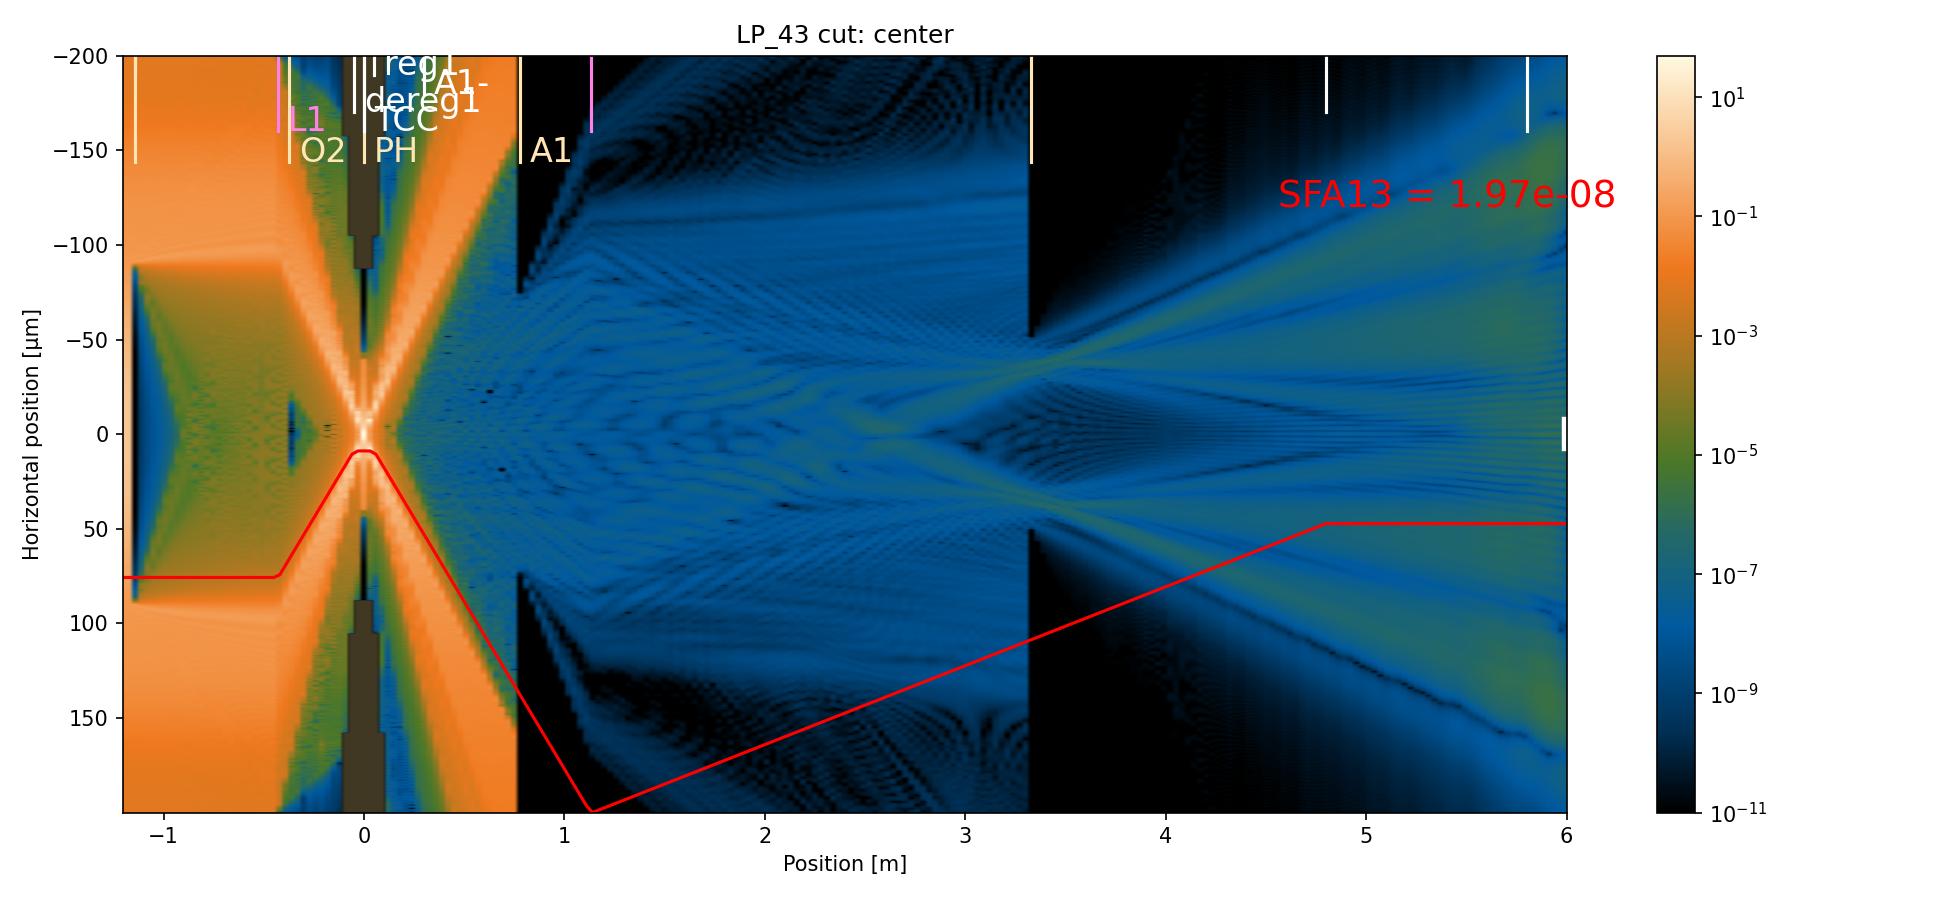 LP_43 cut: center
reg1
A1-
dereg1
L1
TCC
O2
PH
A1
SFA13 = 1.97e-08
−200
−150
−100
−50
0
50
100
150
Horizontal position [µm]
−1
0
1
2
3
4
5
6
Position [m]
10¹
10⁻¹
10⁻³
10⁻⁵
10⁻⁷
10⁻⁹
10⁻¹¹